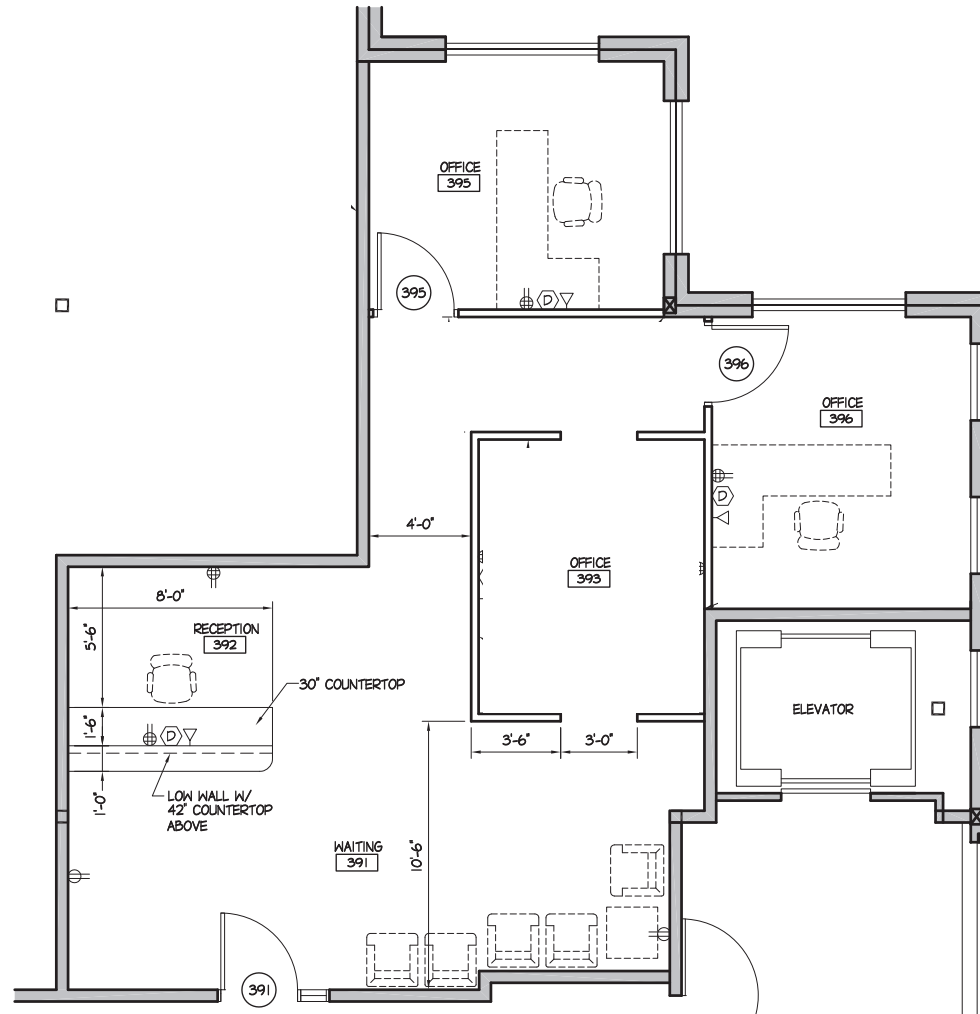 OFFICE
395
D
395
396
OFFICE
396
D
4'-0"
OFFICE
393
8'-0"
5'-6"
RECEPTION
392
30" COUNTERTOP
1'-6"
D
ELEVATOR
3'-6"
3'-0"
1'-0"
LOW WALL W/
42" COUNTERTOP
ABOVE
WAITING
391
10'-6"
391